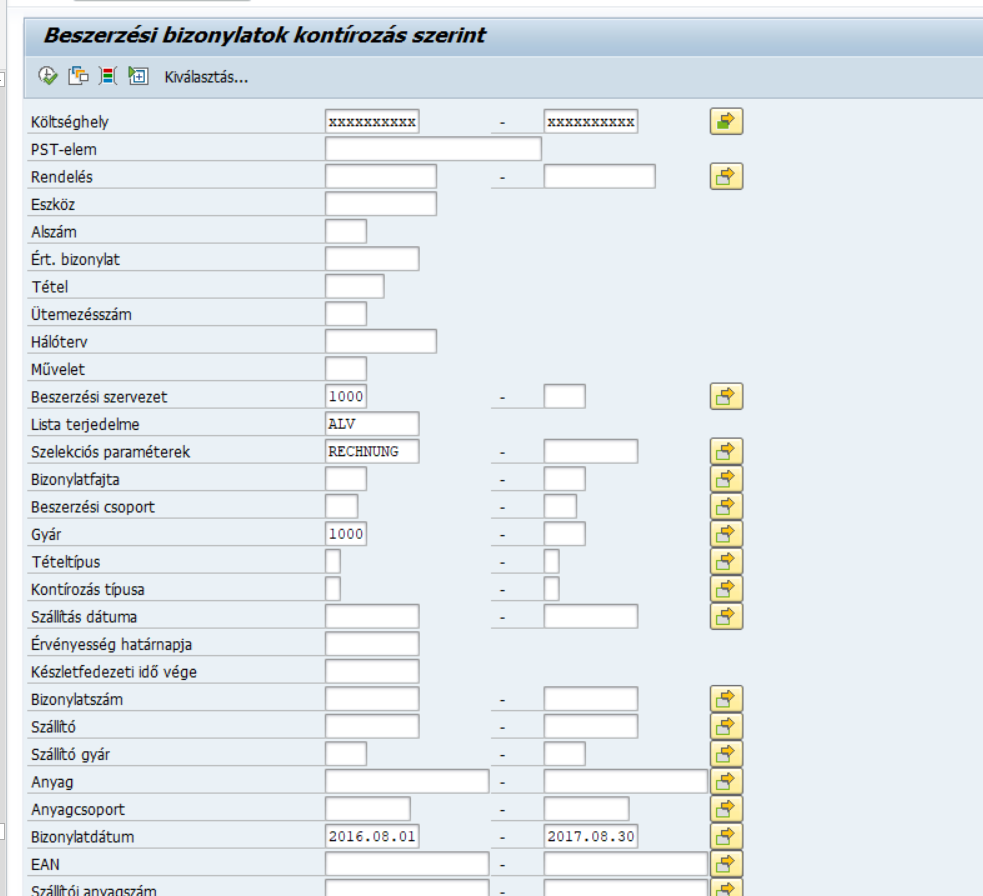 Beszerzési bizonylatok kontírozás szerint
Kiválasztás...
Költséghely xxxxxxxxxx - xxxxxxxxxx
PST-elem
Rendelés -
Eszköz
Alszám
Ért. bizonylat
Tétel
Ütemezésszám
Hálóterv
Művelet
Beszerzési szervezet 1000 -
Lista terjedelme ALV
Szelekciós paraméterek RECHNUNG -
Bizonylatfajta -
Beszerzési csoport -
Gyár 1000 -
Tételtípus -
Kontírozás típusa -
Szállítás dátuma -
Érvényesség határnapja
Készletfedezeti idő vége
Bizonylatszám -
Szállító -
Szállító gyár -
Anyag -
Anyagcsoport -
Bizonylatdátum 2016.08.01 - 2017.08.30
EAN -
Szállítói anyagszám -